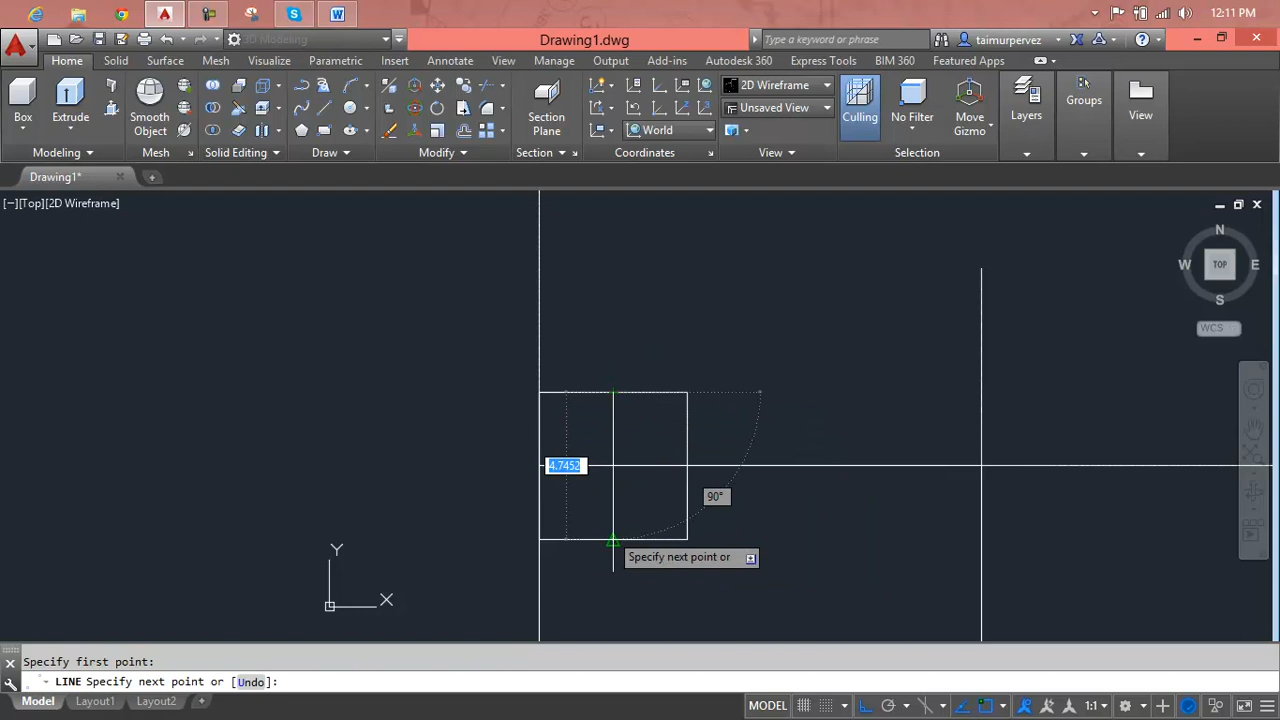 12:11 PM
3D Modeling
Drawing1.dwg
Type a keyword or phrase
taimurpervez
Home Solid Surface Mesh Visualize Parametric Insert Annotate View Manage Output Add-ins Autodesk 360 Express Tools BIM 360 Featured Apps
2D Wireframe
Unsaved View
World
Box Extrude Smooth Object Section Plane Culling No Filter Move Gizmo Layers Groups View
Modeling Mesh Solid Editing Draw Modify Section Coordinates View Selection
Drawing1*
[−][Top][2D Wireframe]
N
W TOP E
S
WCS
4.7452
90°
Specify next point or
Y
X
Specify first point:
LINE Specify next point or [Undo]:
Model Layout1 Layout2 +
MODEL 1:1